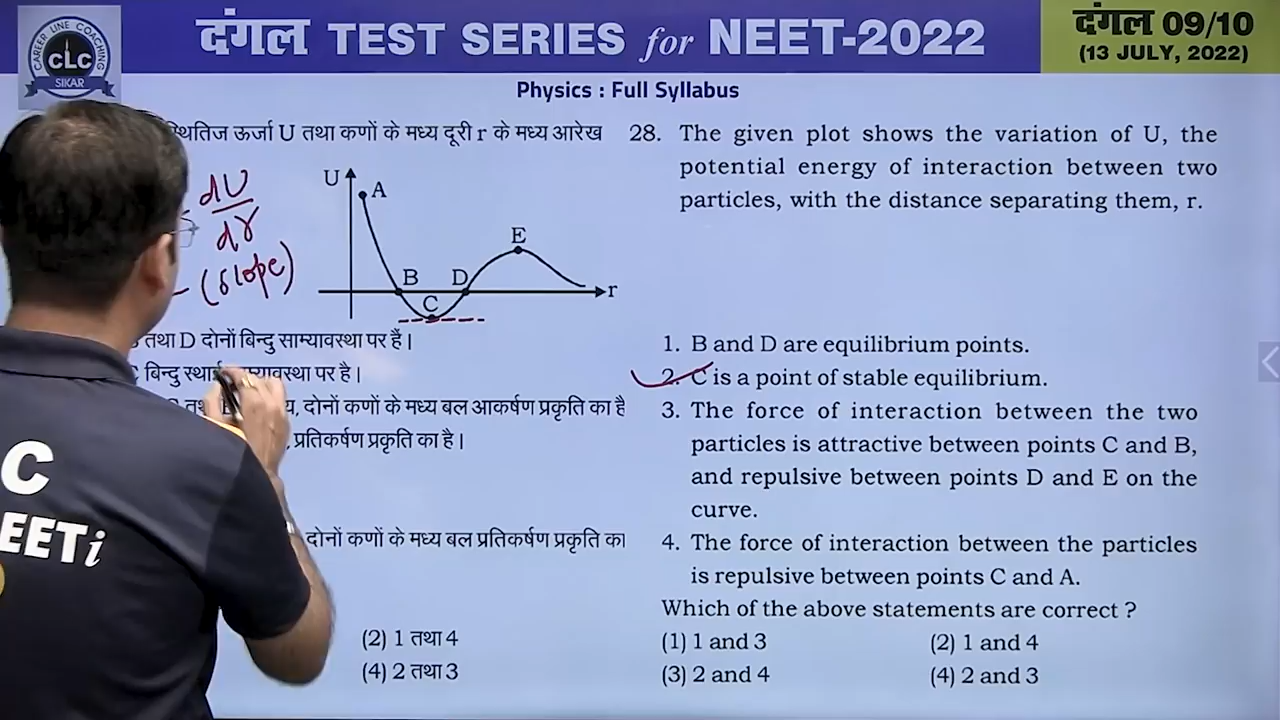 दंगल TEST SERIES for NEET-2022
दंगल 09/10
(13 JULY, 2022)
CAREER LINE COACHING
CLC
SIKAR
Physics : Full Syllabus
ऊर्जा U तथा कणों के मध्य दूरी r के मध्य आरेख
dU
dr
- (slope)
U
A
B
C
D
E
r
तथा D दोनों बिन्दु साम्यावस्था पर हैं।
बिन्दु स्थाई साम्यावस्था पर है।
दोनों कणों के मध्य बल आकर्षण प्रकृति का है
प्रतिकर्षण प्रकृति का है।
दोनों कणों के मध्य बल प्रतिकर्षण प्रकृति का
(2) 1 तथा 4
(4) 2 तथा 3
28. The given plot shows the variation of U, the
potential energy of interaction between two
particles, with the distance separating them, r.
1. B and D are equilibrium points.
2. C is a point of stable equilibrium.
3. The force of interaction between the two
particles is attractive between points C and B,
and repulsive between points D and E on the
curve.
4. The force of interaction between the particles
is repulsive between points C and A.
Which of the above statements are correct ?
(1) 1 and 3 (2) 1 and 4
(3) 2 and 4 (4) 2 and 3
C
EETi